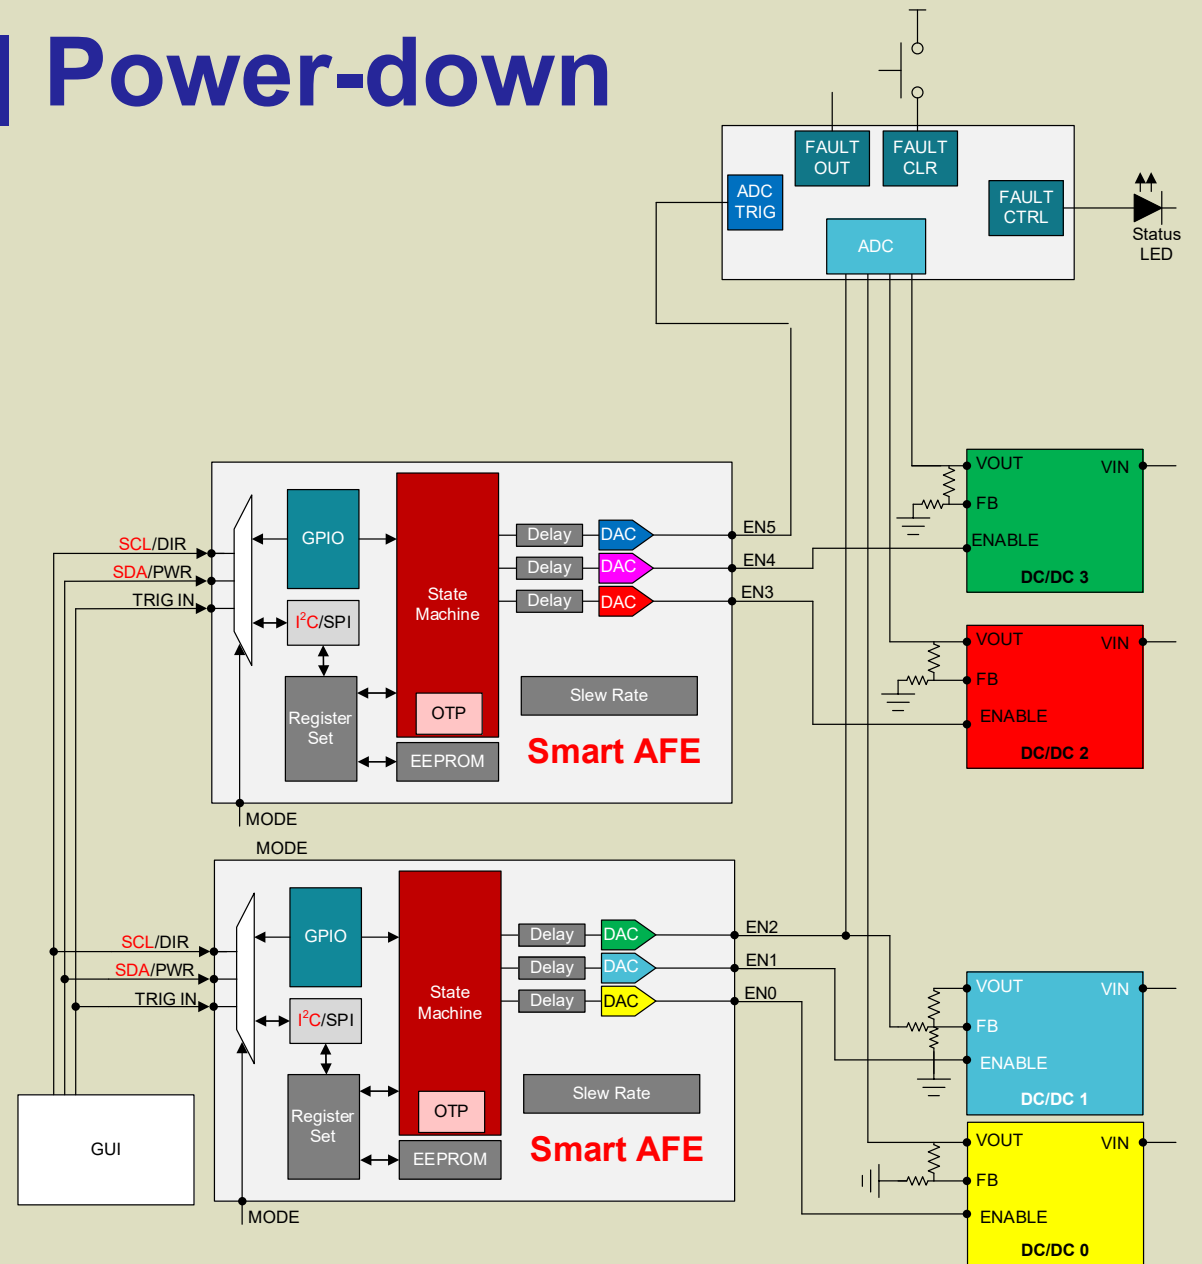 Power-down
FAULT
OUT
FAULT
CLR
ADC
TRIG
FAULT
CTRL
ADC
Status
LED
SCL/DIR
SDA/PWR
TRIG IN
GPIO
I²C/SPI
Register
Set
State
Machine
OTP
EEPROM
Delay
DAC
EN5
Delay
DAC
EN4
Delay
DAC
EN3
Slew Rate
Smart AFE
MODE
VOUT
VIN
FB
ENABLE
DC/DC 3
VOUT
VIN
FB
ENABLE
DC/DC 2
MODE
SCL/DIR
SDA/PWR
TRIG IN
GPIO
I²C/SPI
Register
Set
State
Machine
OTP
EEPROM
Delay
DAC
EN2
Delay
DAC
EN1
Delay
DAC
EN0
Slew Rate
Smart AFE
MODE
GUI
VOUT
VIN
FB
ENABLE
DC/DC 1
VOUT
VIN
FB
ENABLE
DC/DC 0